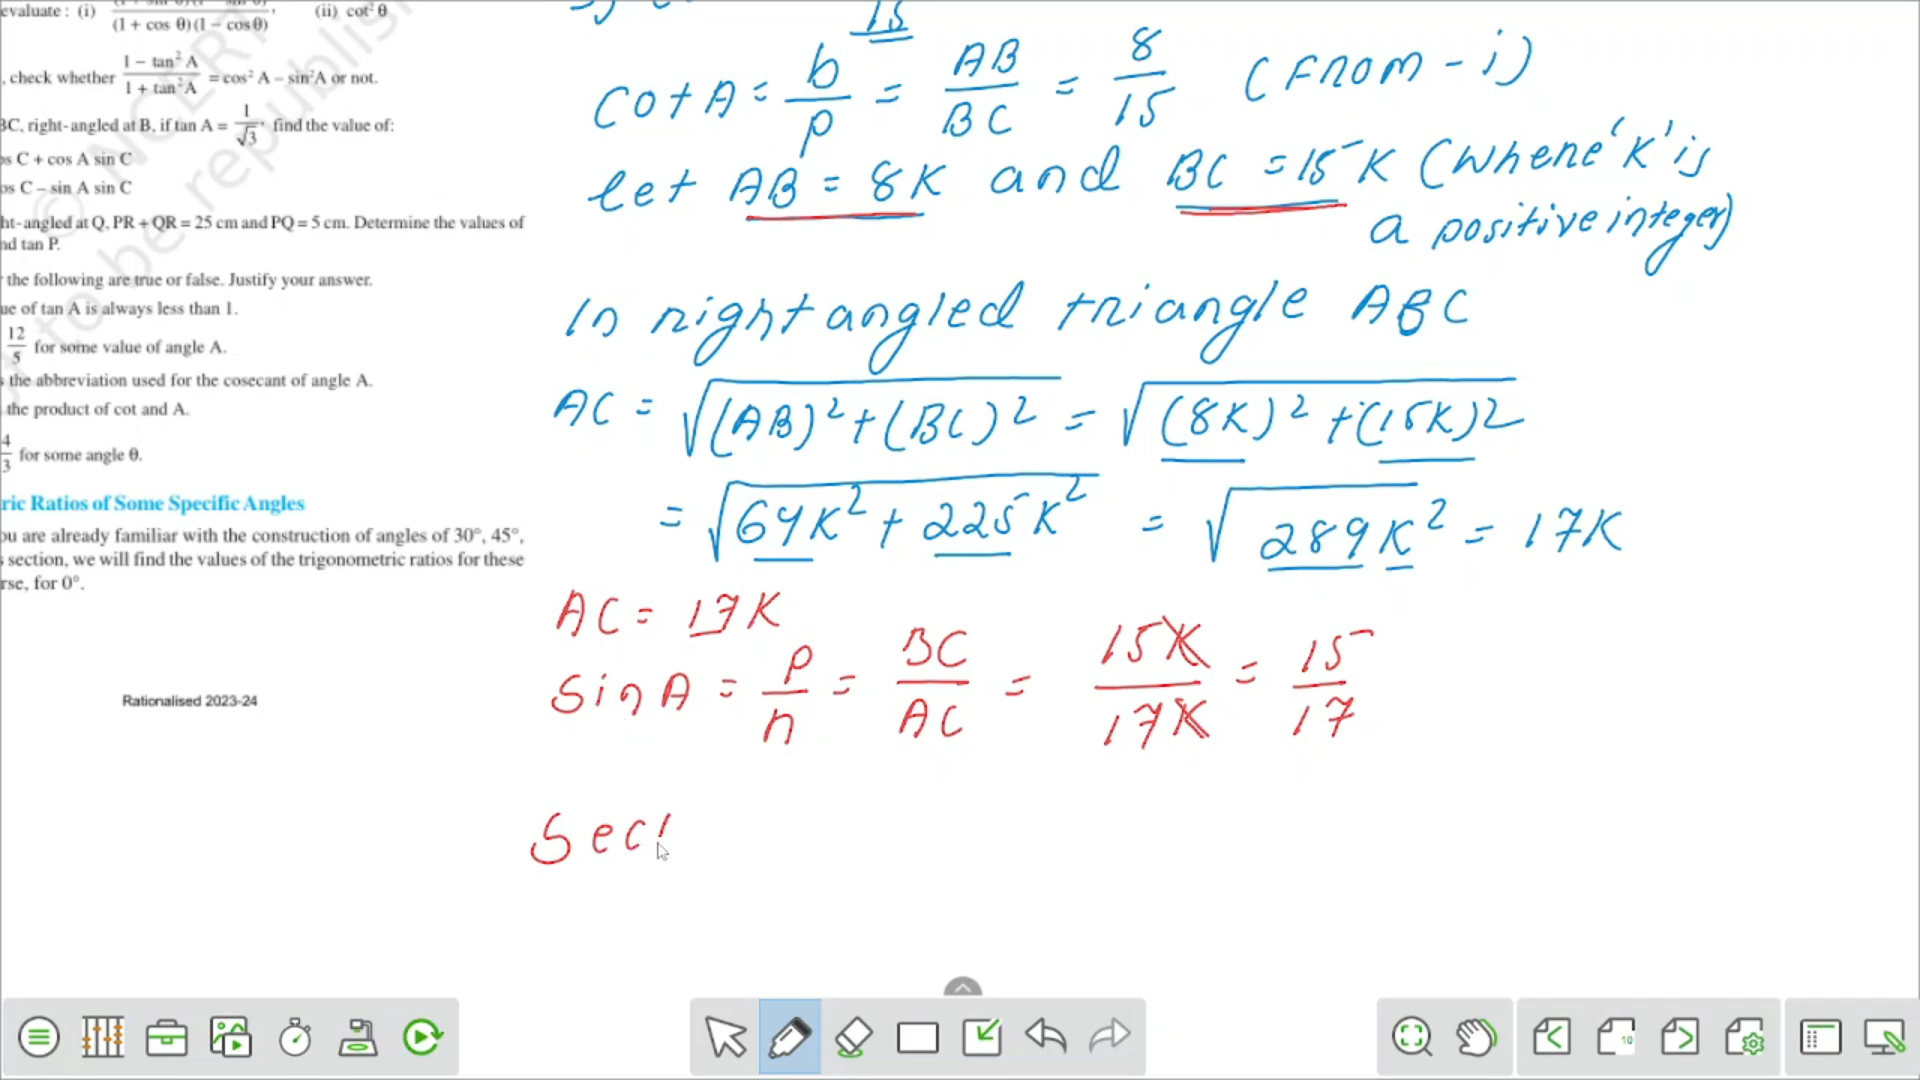 evaluate : (i)
(1 + cos θ)(1 − cos θ)
(ii) cot² θ
, check whether (1 − tan² A)/(1 + tan² A) = cos² A − sin²A or not.
BC, right-angled at B, if tan A = 1/√3, find the value of:
os C + cos A sin C
os C − sin A sin C
ht-angled at Q, PR + QR = 25 cm and PQ = 5 cm. Determine the values of
nd tan P.
the following are true or false. Justify your answer.
ue of tan A is always less than 1.
12/5 for some value of angle A.
the abbreviation used for the cosecant of angle A.
the product of cot and A.
4/3 for some angle θ.
ric Ratios of Some Specific Angles
ou are already familiar with the construction of angles of 30°, 45°,
section, we will find the values of the trigonometric ratios for these
rse, for 0°.
Rationalised 2023-24
© NCERT
to be republish
15
CotA = b/p = AB/BC = 8/15 (From - i)
let AB = 8K and BC = 15K (Where 'K' is
a positive integer)
In right angled triangle ABC
AC = √(AB)² + (BC)² = √(8K)² + (15K)²
= √64K² + 225K² = √289K² = 17K
AC = 17K
SinA = P/h = BC/AC = 15K/17K = 15/17
Sec
10